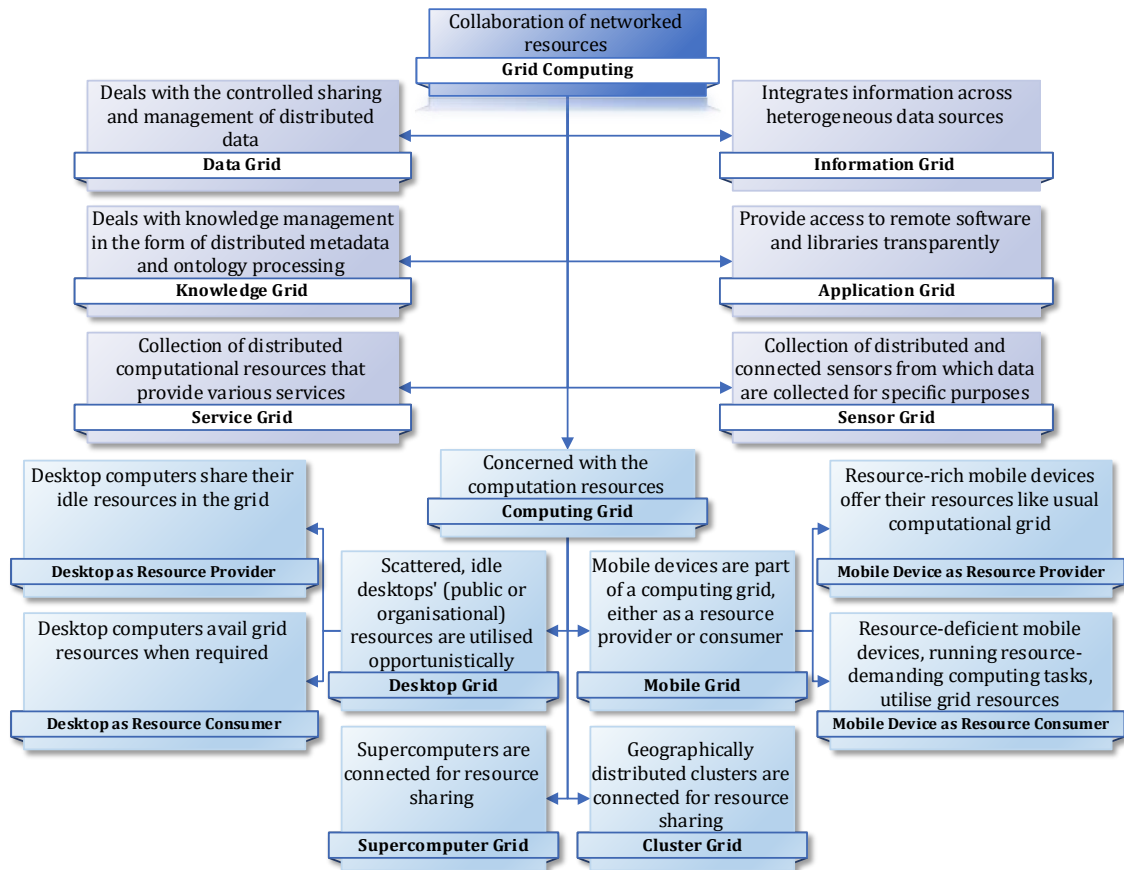 Collaboration of networked
resources
Grid Computing
Deals with the controlled sharing
and management of distributed
data
Data Grid
Integrates information across
heterogeneous data sources
Information Grid
Deals with knowledge management
in the form of distributed metadata
and ontology processing
Knowledge Grid
Provide access to remote software
and libraries transparently
Application Grid
Collection of distributed
computational resources that
provide various services
Service Grid
Collection of distributed and
connected sensors from which data
are collected for specific purposes
Sensor Grid
Concerned with the
computation resources
Computing Grid
Desktop computers share their
idle resources in the grid
Desktop as Resource Provider
Desktop computers avail grid
resources when required
Desktop as Resource Consumer
Scattered, idle
desktops' (public or
organisational)
resources are utilised
opportunistically
Desktop Grid
Mobile devices are part
of a computing grid,
either as a resource
provider or consumer
Mobile Grid
Resource-rich mobile devices
offer their resources like usual
computational grid
Mobile Device as Resource Provider
Resource-deficient mobile
devices, running resource-
demanding computing tasks,
utilise grid resources
Mobile Device as Resource Consumer
Supercomputers are
connected for resource
sharing
Supercomputer Grid
Geographically
distributed clusters are
connected for resource
sharing
Cluster Grid